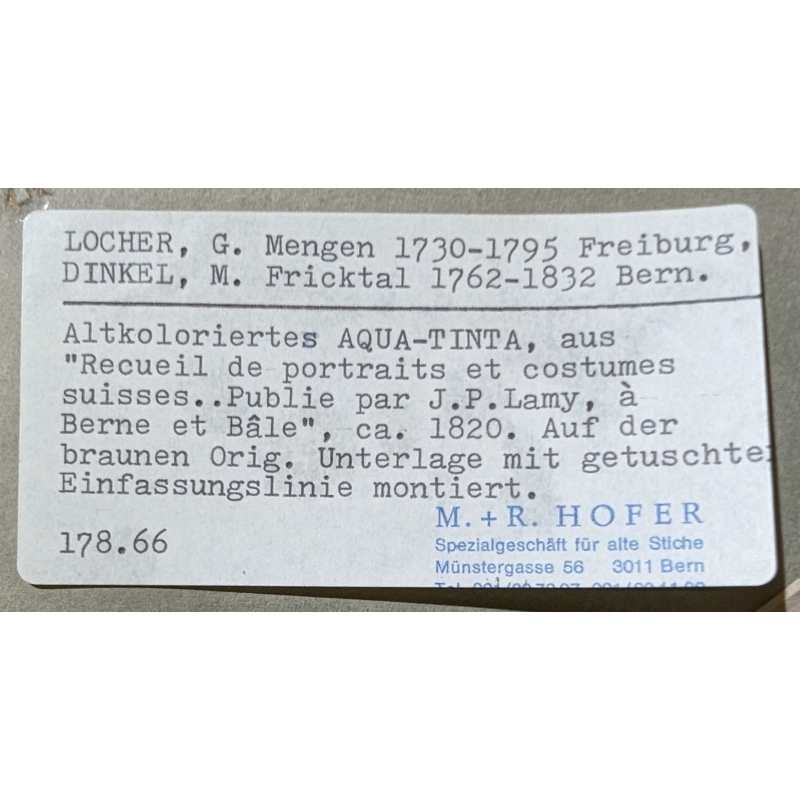 LOCHER, G. Mengen 1730-1795 Freiburg,
DINKEL, M. Fricktal 1762-1832 Bern.
Altkoloriertes AQUA-TINTA, aus
"Recueil de portraits et costumes
suisses..Publie par J.P.Lamy, à
Berne et Bâle", ca. 1820. Auf der
braunen Orig. Unterlage mit getuschter
Einfassungslinie montiert.
178.66
M. + R. HOFER
Spezialgeschäft für alte Stiche
Münstergasse 56 3011 Bern